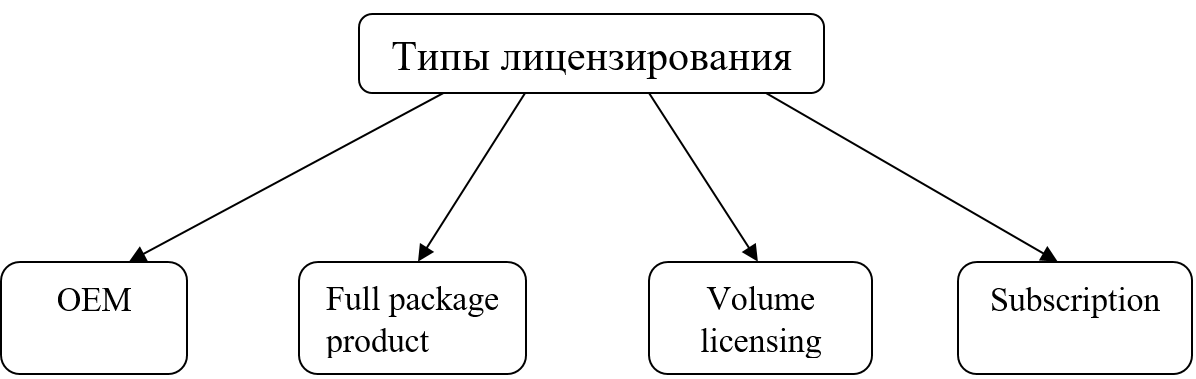 Типы лицензирования
OEM
Full package
product
Volume
licensing
Subscription